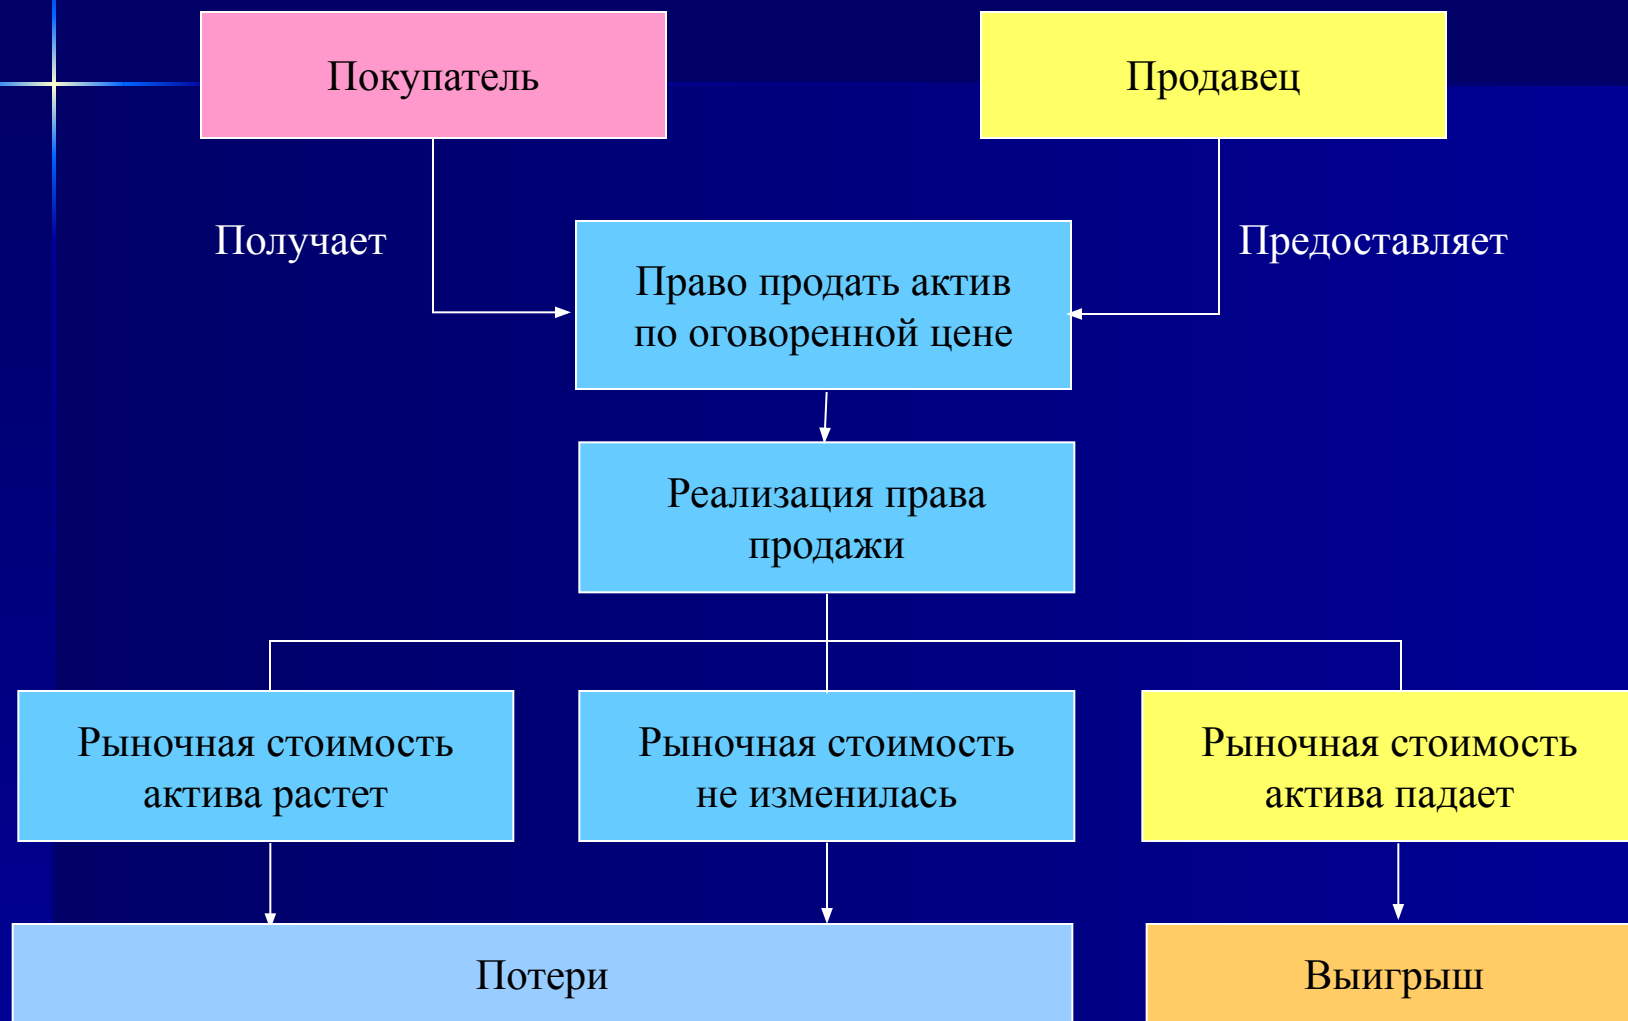 Покупатель
Продавец
Получает
Предоставляет
Право продать актив
по оговоренной цене
Реализация права
продажи
Рыночная стоимость
актива растет
Рыночная стоимость
не изменилась
Рыночная стоимость
актива падает
Потери
Выигрыш